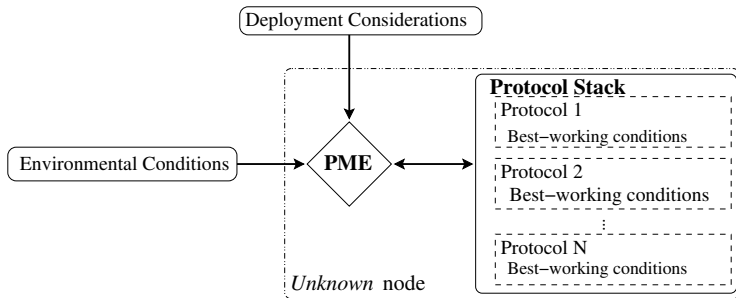 Deployment Considerations
Protocol Stack
Protocol 1
Best−working conditions
Environmental Conditions
PME
Protocol 2
Best−working conditions
...
Protocol N
Best−working conditions
Unknown node